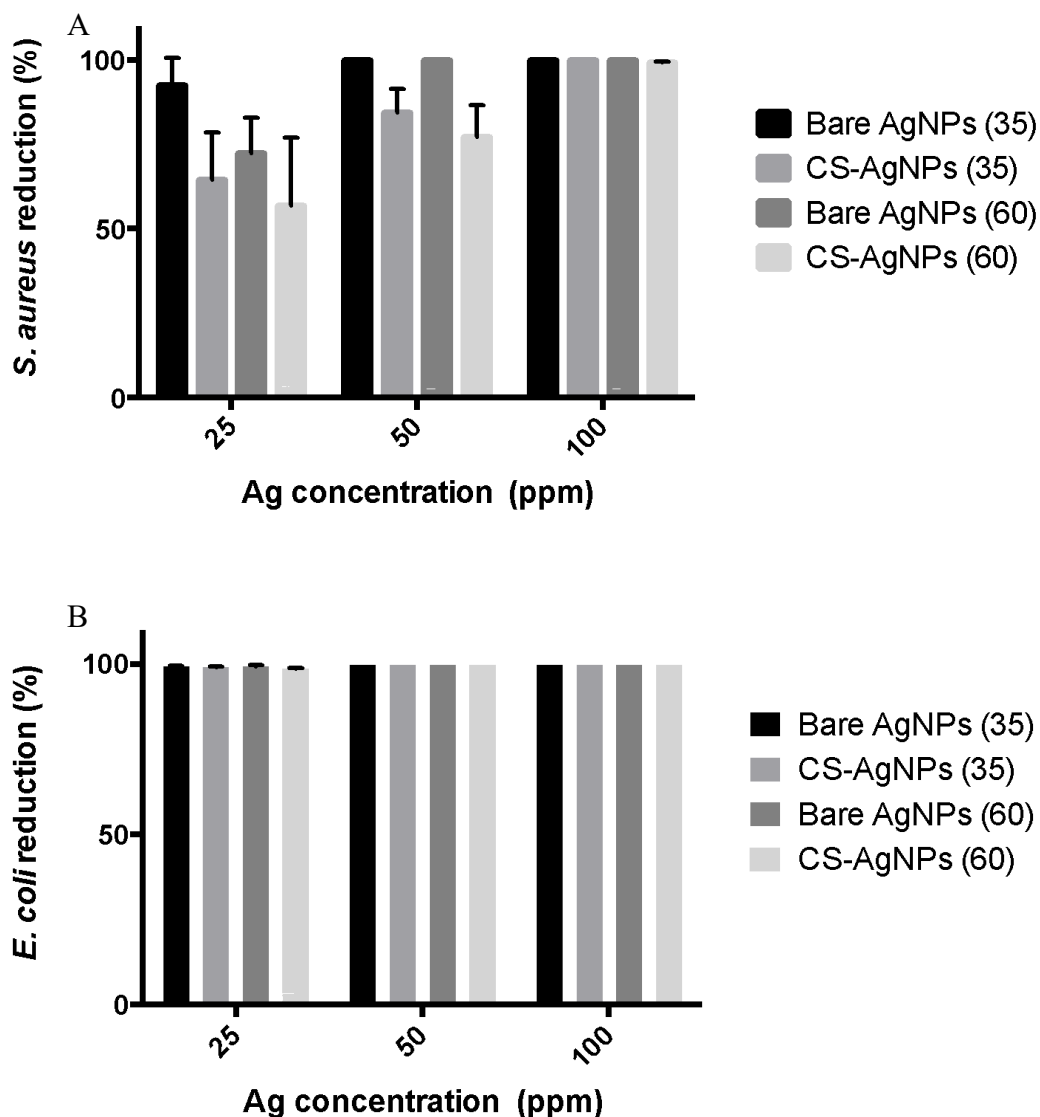 A
S. aureus reduction (%)
100
50
0
25
50
100
Ag concentration (ppm)
Bare AgNPs (35)
CS-AgNPs (35)
Bare AgNPs (60)
CS-AgNPs (60)
B
E. coli reduction (%)
100
50
0
25
50
100
Ag concentration (ppm)
Bare AgNPs (35)
CS-AgNPs (35)
Bare AgNPs (60)
CS-AgNPs (60)